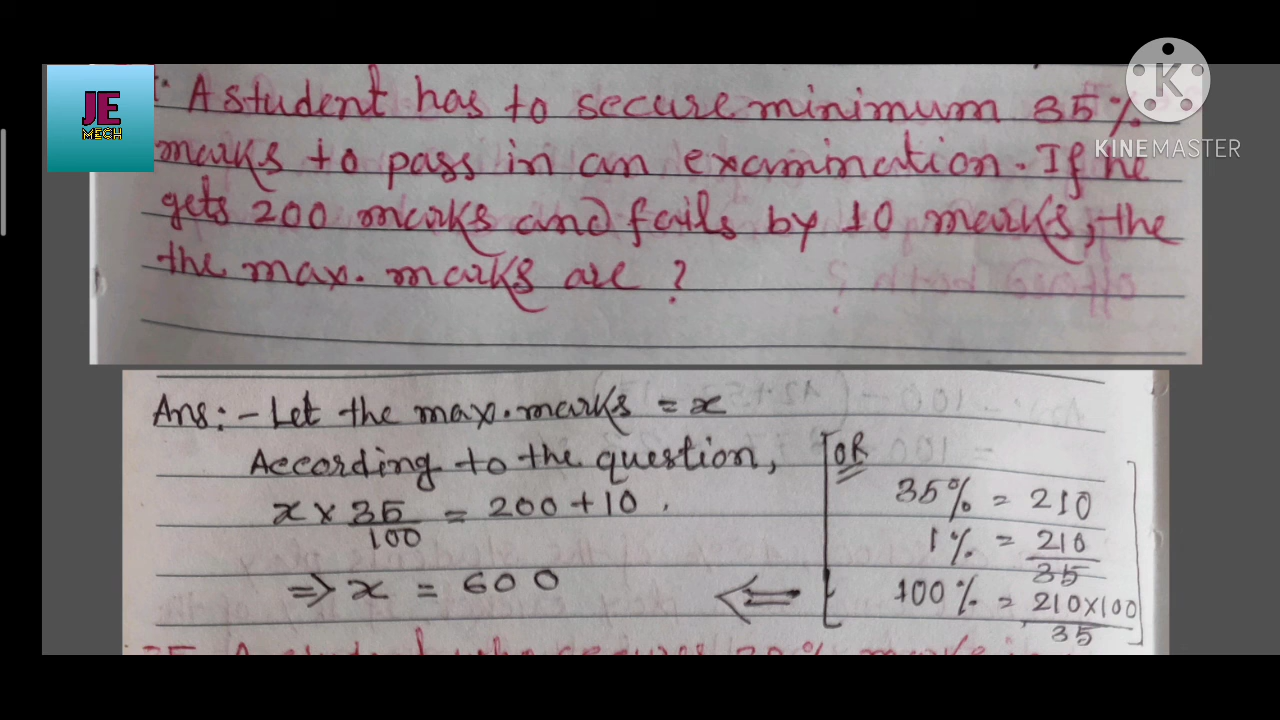 JE
MECH
KINEMASTER
A student has to secure minimum 35%
marks to pass in an examination. If he
gets 200 marks and fails by 10 marks, the
the max. marks are ?
Ans:- Let the max. marks = x
According to the question,
x × 35/100 = 200 + 10.
⇒ x = 600
OR
35% = 210
1% = 210/35
100% = 210×100/35